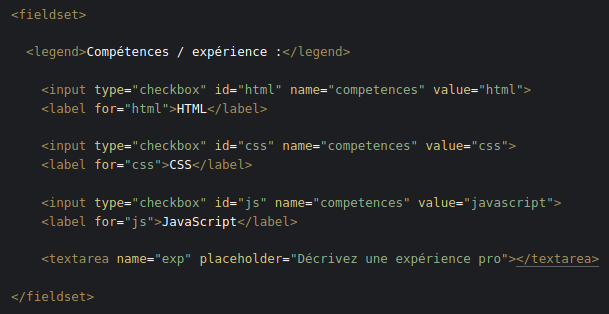 <fieldset>
<legend>Compétences / expérience :</legend>
<input type="checkbox" id="html" name="competences" value="html">
<label for="html">HTML</label>
<input type="checkbox" id="css" name="competences" value="css">
<label for="css">CSS</label>
<input type="checkbox" id="js" name="competences" value="javascript">
<label for="js">JavaScript</label>
<textarea name="exp" placeholder="Décrivez une expérience pro"></textarea>
</fieldset>